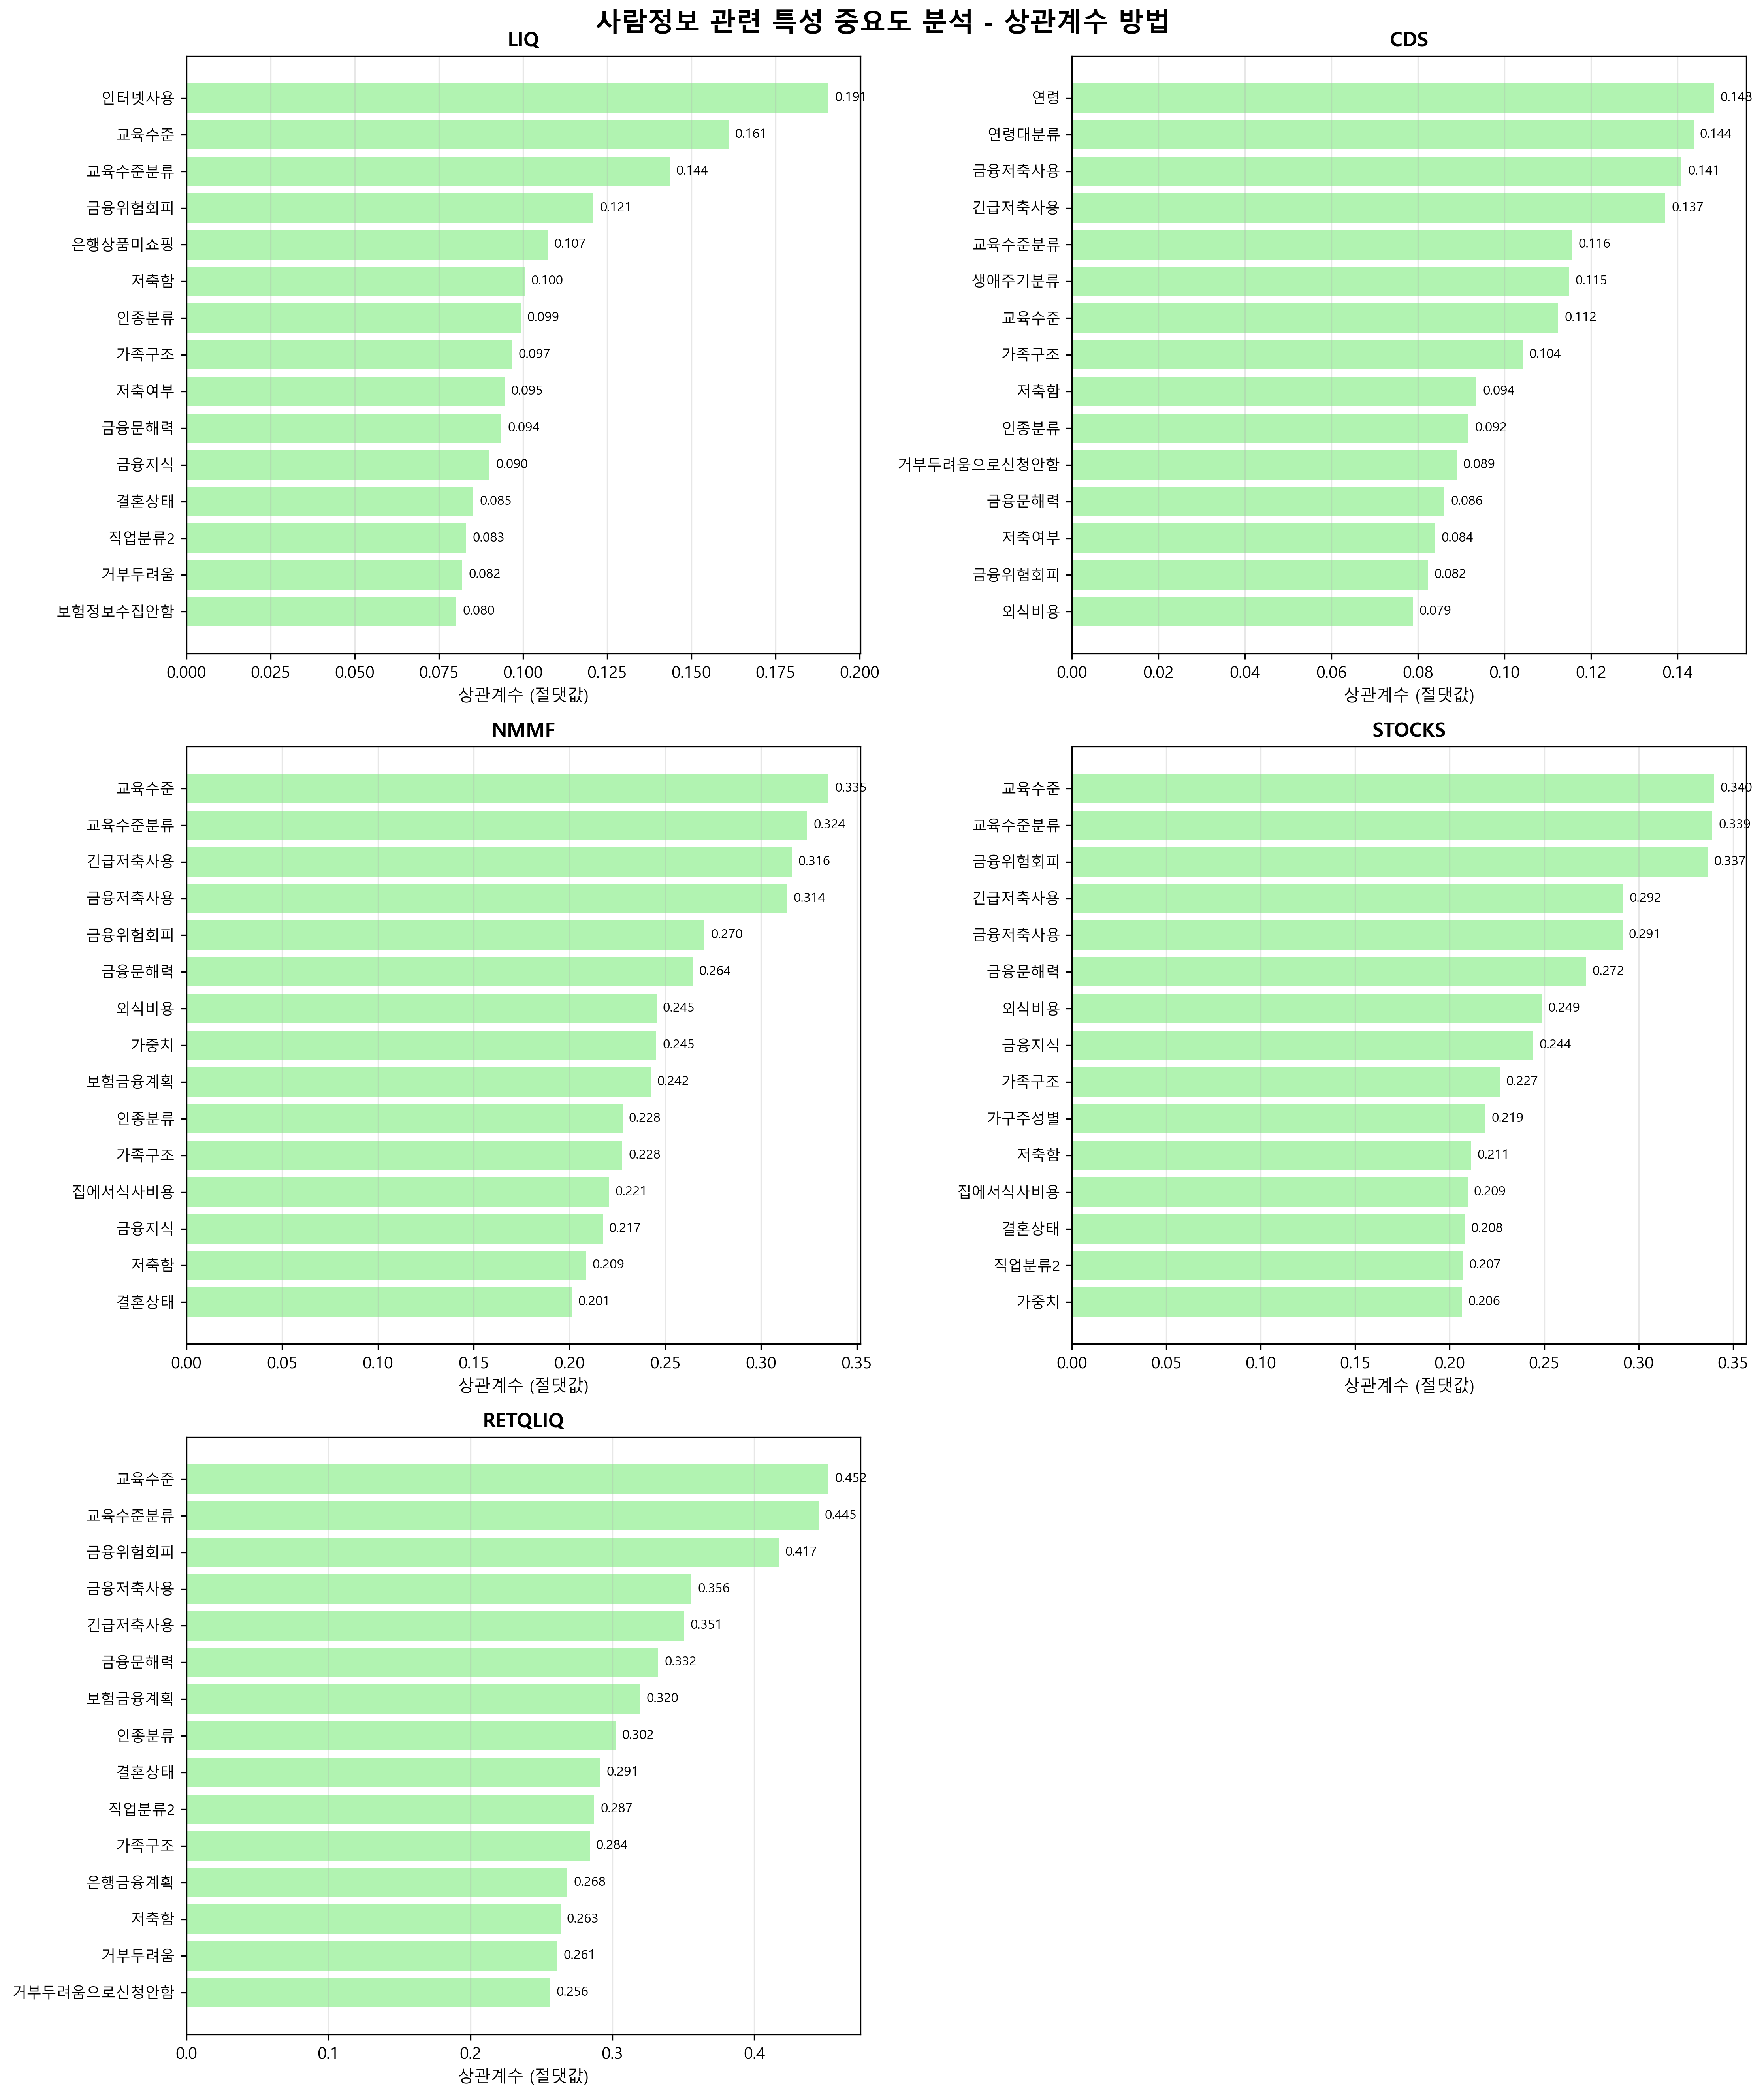 사람정보 관련 특성 중요도 분석 - 상관계수 방법
LIQ
인터넷사용 0.191
교육수준 0.161
교육수준분류 0.144
금융위험회피 0.121
은행상품미쇼핑 0.107
저축함 0.100
인종분류 0.099
가족구조 0.097
저축여부 0.095
금융문해력 0.094
금융지식 0.090
결혼상태 0.085
직업분류2 0.083
거부두려움 0.082
보험정보수집안함 0.080
0.000 0.025 0.050 0.075 0.100 0.125 0.150 0.175 0.200
상관계수 (절댓값)
CDS
연령 0.148
연령대분류 0.144
금융저축사용 0.141
긴급저축사용 0.137
교육수준분류 0.116
생애주기분류 0.115
교육수준 0.112
가족구조 0.104
저축함 0.094
인종분류 0.092
거부두려움으로신청안함 0.089
금융문해력 0.086
저축여부 0.084
금융위험회피 0.082
외식비용 0.079
0.00 0.02 0.04 0.06 0.08 0.10 0.12 0.14
상관계수 (절댓값)
NMMF
교육수준 0.335
교육수준분류 0.324
긴급저축사용 0.316
금융저축사용 0.314
금융위험회피 0.270
금융문해력 0.264
외식비용 0.245
가중치 0.245
보험금융계획 0.242
인종분류 0.228
가족구조 0.228
집에서식사비용 0.221
금융지식 0.217
저축함 0.209
결혼상태 0.201
0.00 0.05 0.10 0.15 0.20 0.25 0.30 0.35
상관계수 (절댓값)
STOCKS
교육수준 0.340
교육수준분류 0.339
금융위험회피 0.337
긴급저축사용 0.292
금융저축사용 0.291
금융문해력 0.272
외식비용 0.249
금융지식 0.244
가족구조 0.227
가구주성별 0.219
저축함 0.211
집에서식사비용 0.209
결혼상태 0.208
직업분류2 0.207
가중치 0.206
0.00 0.05 0.10 0.15 0.20 0.25 0.30 0.35
상관계수 (절댓값)
RETQLIQ
교육수준 0.452
교육수준분류 0.445
금융위험회피 0.417
금융저축사용 0.356
긴급저축사용 0.351
금융문해력 0.332
보험금융계획 0.320
인종분류 0.302
결혼상태 0.291
직업분류2 0.287
가족구조 0.284
은행금융계획 0.268
저축함 0.263
거부두려움 0.261
거부두려움으로신청안함 0.256
0.0 0.1 0.2 0.3 0.4
상관계수 (절댓값)